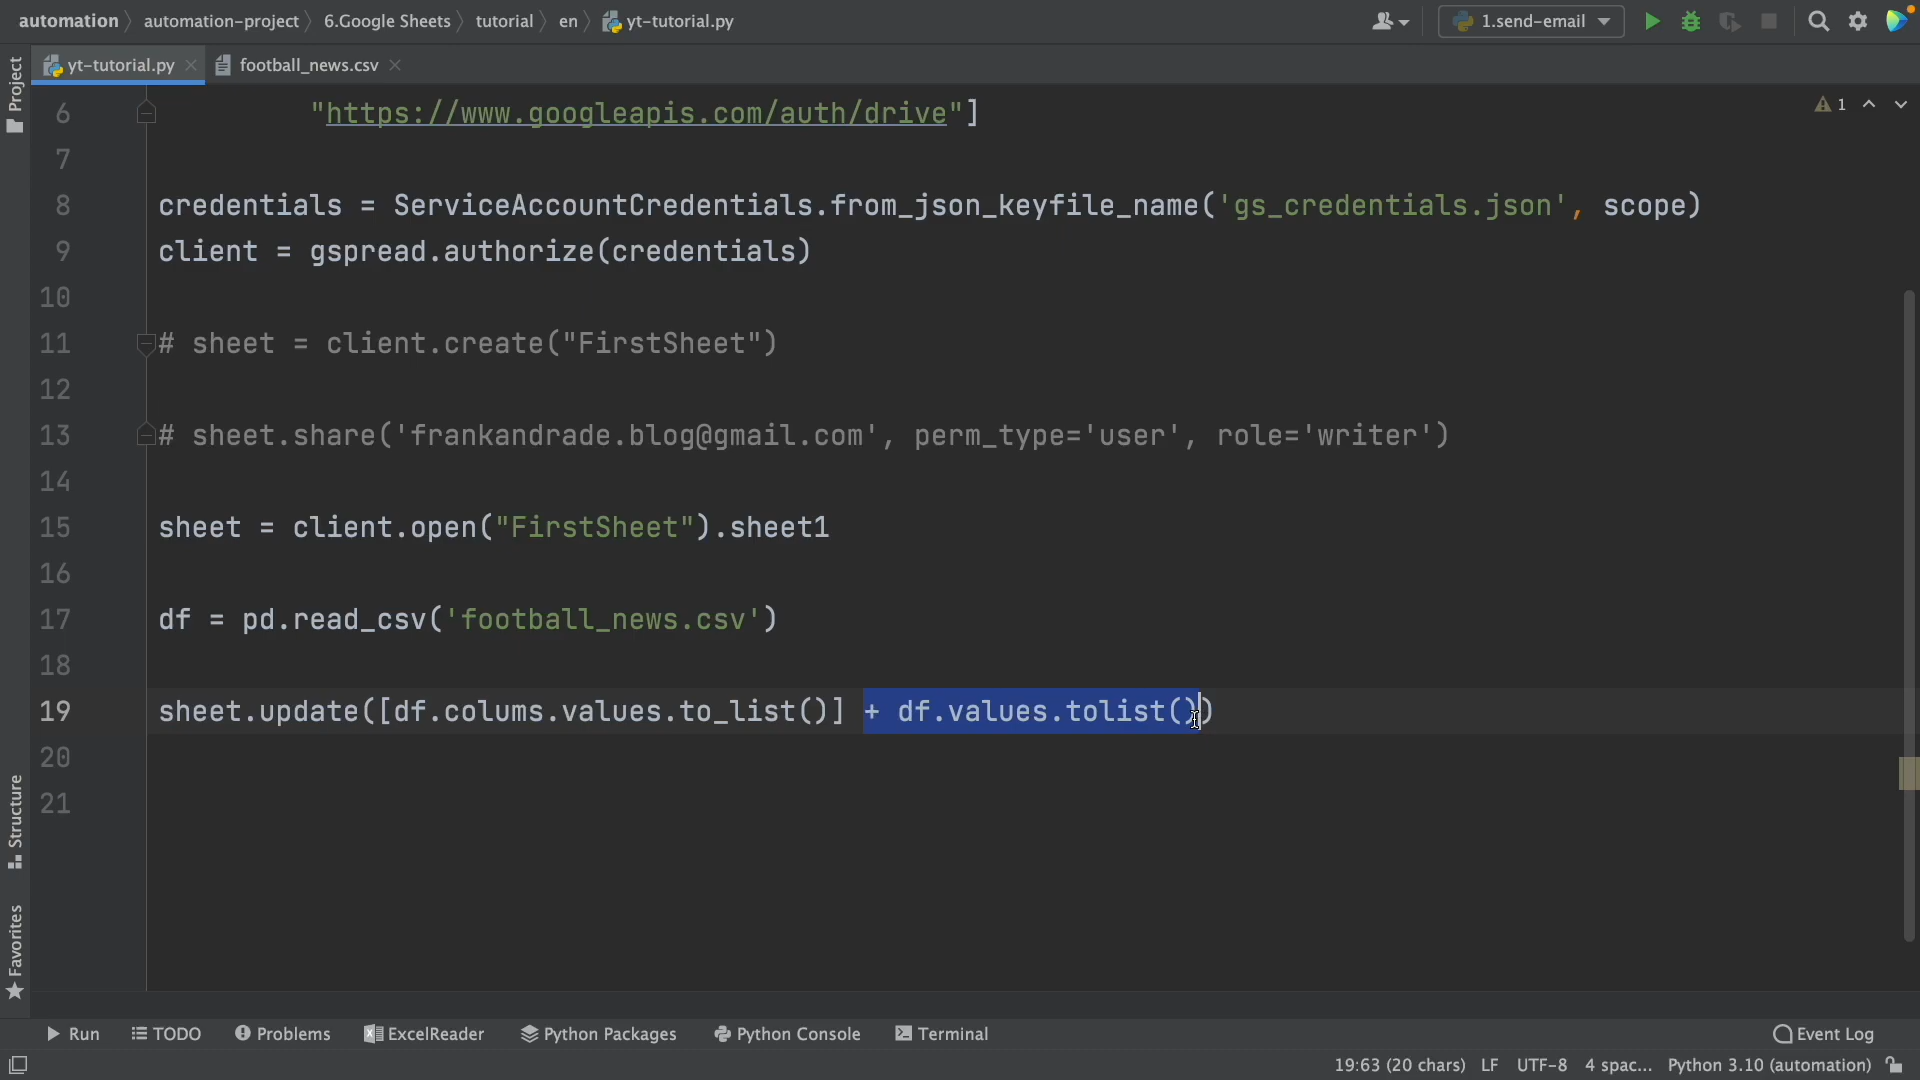 automation automation-project 6.Google Sheets tutorial en yt-tutorial.py
1.send-email
yt-tutorial.py football_news.csv
Project
6 "https://www.googleapis.com/auth/drive"]
1
7
8 credentials = ServiceAccountCredentials.from_json_keyfile_name('gs_credentials.json', scope)
9 client = gspread.authorize(credentials)
10
11 # sheet = client.create("FirstSheet")
12
13 # sheet.share('frankandrade.blog@gmail.com', perm_type='user', role='writer')
14
15 sheet = client.open("FirstSheet").sheet1
16
17 df = pd.read_csv('football_news.csv')
18
19 sheet.update([df.colums.values.to_list()] + df.values.tolist())
20
21
Structure
Favorites
Run TODO Problems ExcelReader Python Packages Python Console Terminal Event Log
19:63 (20 chars) LF UTF-8 4 spac... Python 3.10 (automation)